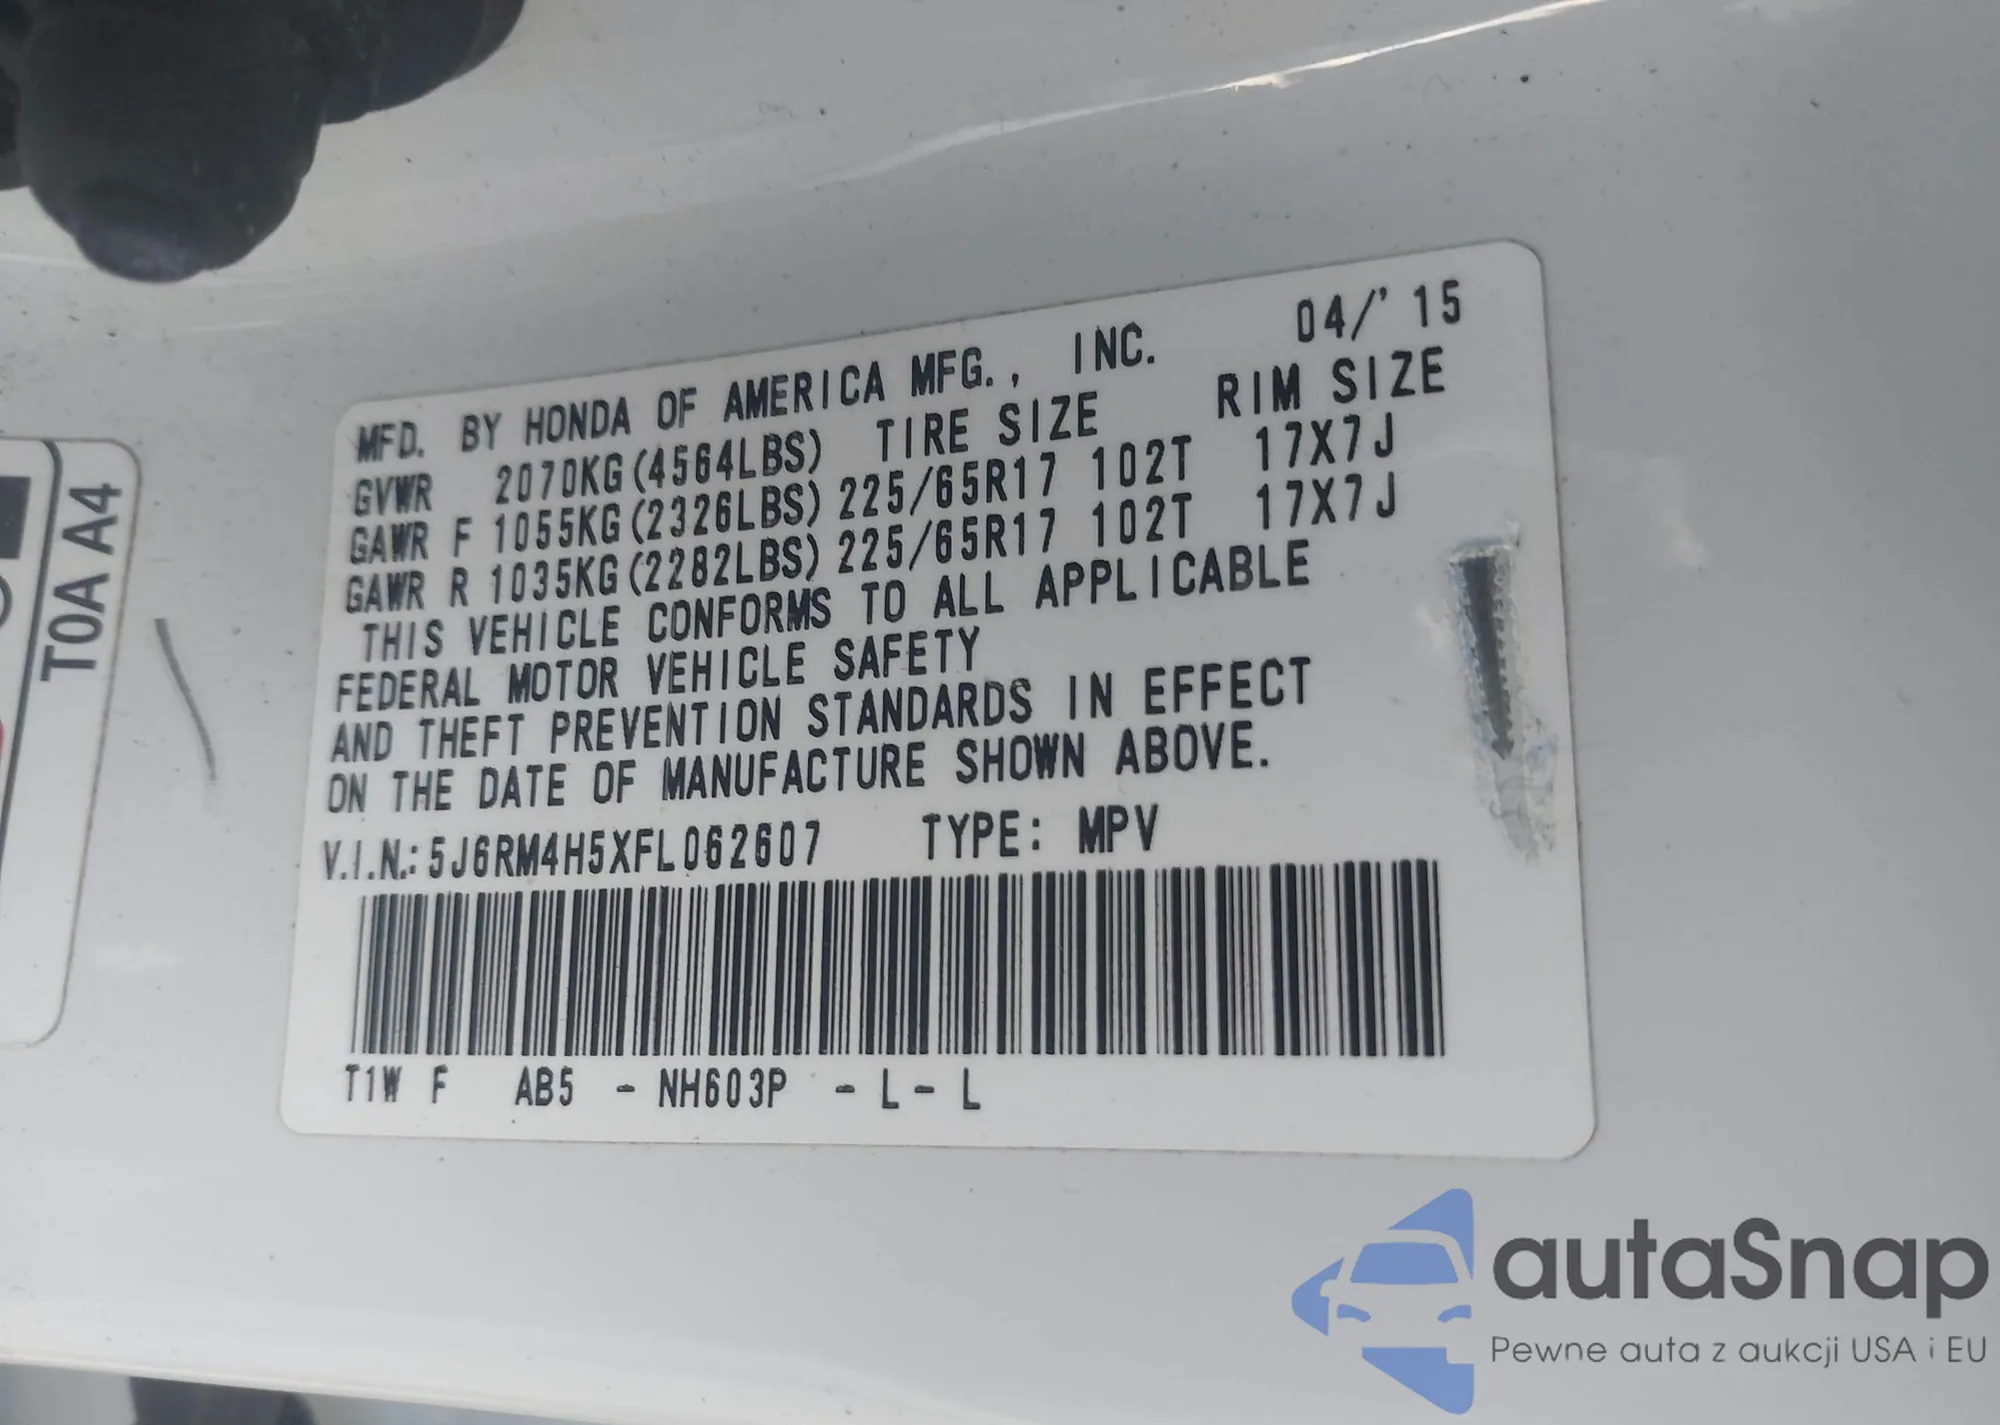 MFD. BY HONDA OF AMERICA MFG., INC. 04/'15
GVWR 2070KG(4564LBS) TIRE SIZE RIM SIZE
GAWR F 1055KG(2326LBS) 225/65R17 102T 17X7J
GAWR R 1035KG(2282LBS) 225/65R17 102T 17X7J
THIS VEHICLE CONFORMS TO ALL APPLICABLE
FEDERAL MOTOR VEHICLE SAFETY
AND THEFT PREVENTION STANDARDS IN EFFECT
ON THE DATE OF MANUFACTURE SHOWN ABOVE.
V.I.N.: 5J6RM4H5XFL062607 TYPE: MPV
T1W F AB5 - NH603P - L - L
T0A A4
autaSnap
Pewne auta z aukcji USA i EU